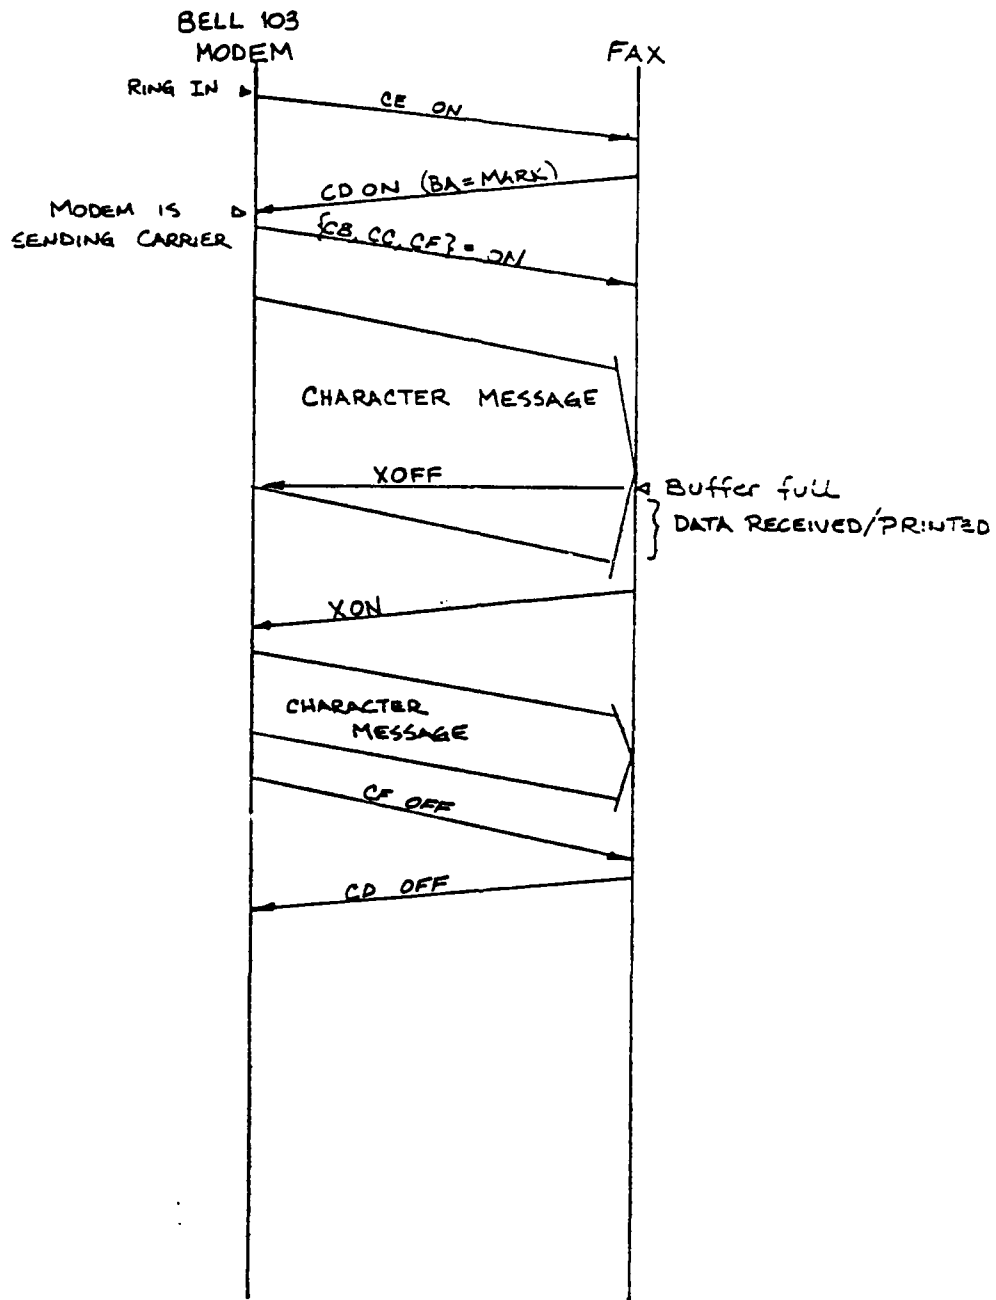 BELL 103
MODEM
FAX
RING IN
CE ON
CD ON (BA=MARK)
MODEM IS
SENDING CARRIER
{CB, CC, CF} = ON
CHARACTER MESSAGE
XOFF
Buffer full
DATA RECEIVED/PRINTED
XON
CHARACTER
MESSAGE
CF OFF
CD OFF